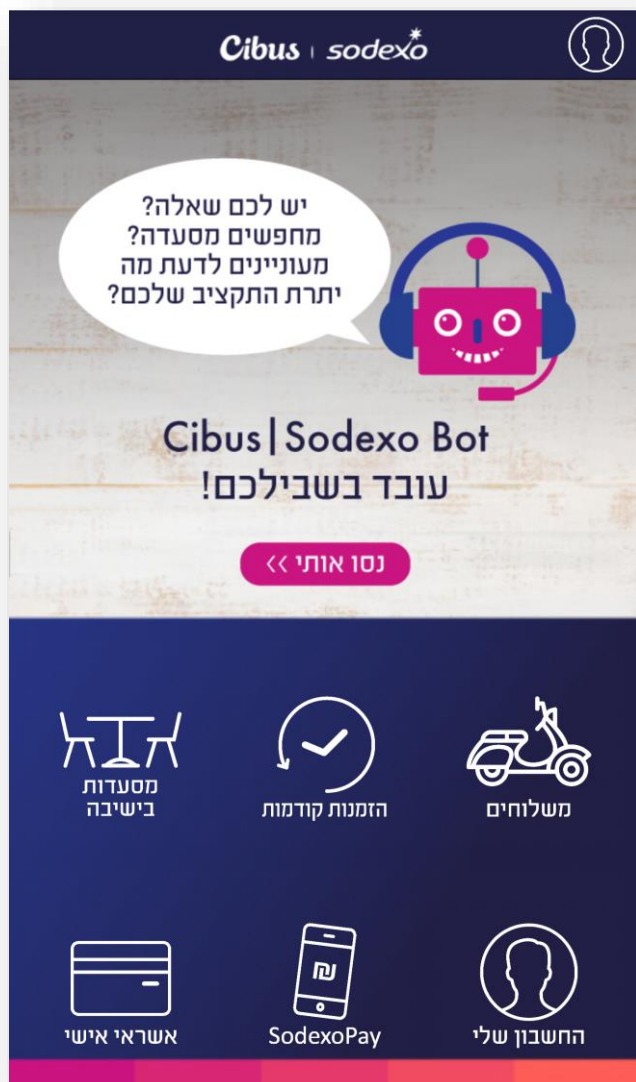 Cibus | sodexo
יש לכם שאלה?
מחפשים מסעדה?
מעוניינים לדעת מה
יתרת התקציב שלכם?
Cibus|Sodexo Bot
עובד בשבילכם!
נסו אותי >>
משלוחים
הזמנות קודמות
מסעדות
בישיבה
החשבון שלי
₪
SodexoPay
אשראי אישי